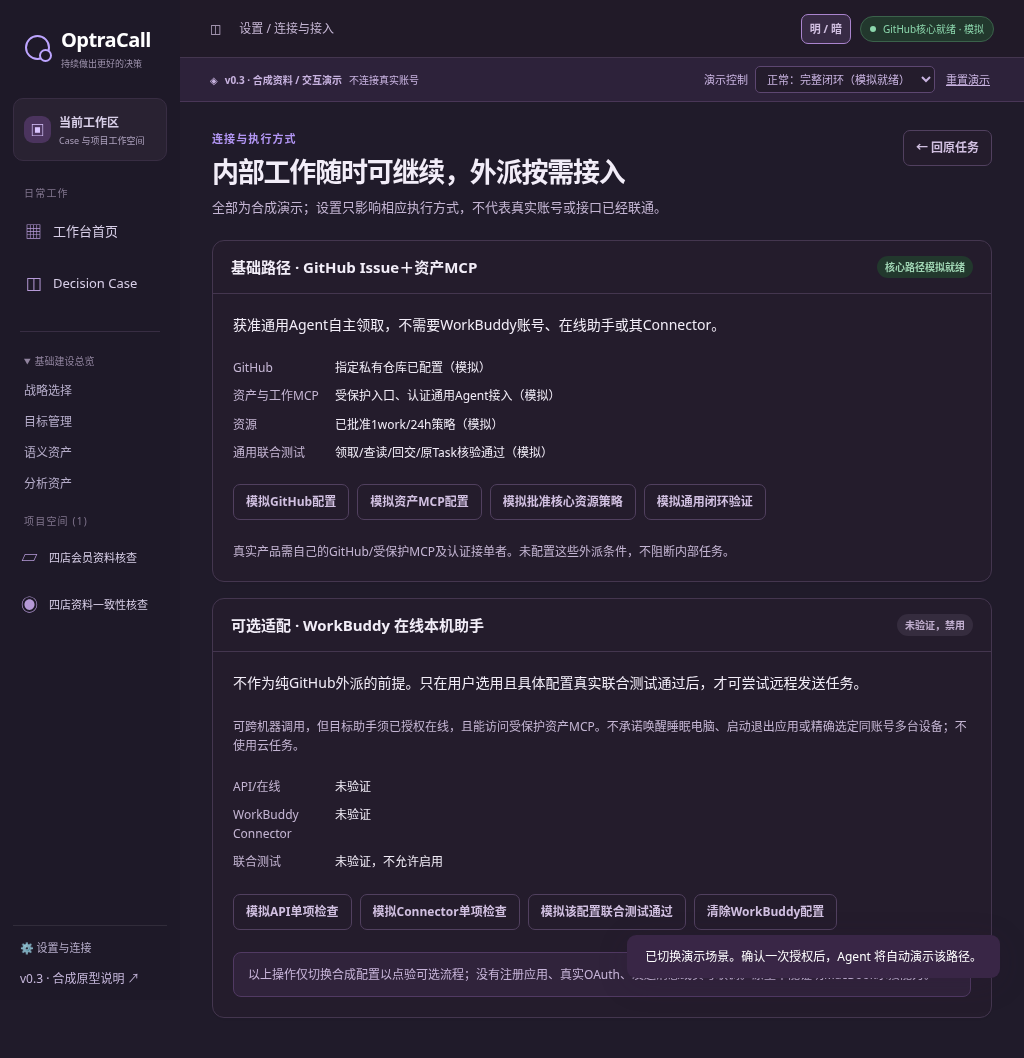 OptraCall
持续做出更好的决策
当前工作区
Case 与项目工作空间
日常工作
工作台首页
Decision Case
▼ 基础建设总览
战略选择
目标管理
语义资产
分析资产
项目空间 (1)
四店会员资料核查
四店资料一致性核查
⚙️ 设置与连接
v0.3 · 合成原型说明 ↗
设置 / 连接与接入
明 / 暗
GitHub核心就绪 · 模拟
◈ v0.3 · 合成资料 / 交互演示 不连接真实账号
演示控制 正常：完整闭环（模拟就绪） 重置演示
连接与执行方式
内部工作随时可继续，外派按需接入
全部为合成演示；设置只影响相应执行方式，不代表真实账号或接口已经联通。
← 回原任务
基础路径 · GitHub Issue＋资产MCP
核心路径模拟就绪
获准通用Agent自主领取，不需要WorkBuddy账号、在线助手或其Connector。
GitHub 指定私有仓库已配置（模拟）
资产与工作MCP 受保护入口、认证通用Agent接入（模拟）
资源 已批准1work/24h策略（模拟）
通用联合测试 领取/查读/回交/原Task核验通过（模拟）
模拟GitHub配置 模拟资产MCP配置 模拟批准核心资源策略 模拟通用闭环验证
真实产品需自己的GitHub/受保护MCP及认证接单者。未配置这些外派条件，不阻断内部任务。
可选适配 · WorkBuddy 在线本机助手
未验证，禁用
不作为纯GitHub外派的前提。只在用户选用且具体配置真实联合测试通过后，才可尝试远程发送任务。
可跨机器调用，但目标助手须已授权在线，且能访问受保护资产MCP。不承诺唤醒睡眠电脑、启动退出应用或精确选定同账号多台设备；不
使用云任务。
API/在线 未验证
WorkBuddy 未验证
Connector
联合测试 未验证，不允许启用
模拟API单项检查 模拟Connector单项检查 模拟该配置联合测试通过 清除WorkBuddy配置
已切换演示场景。确认一次授权后，Agent 将自动演示该路径。
以上操作仅切换合成配置以点验可选流程；没有注册应用、真实OAuth、